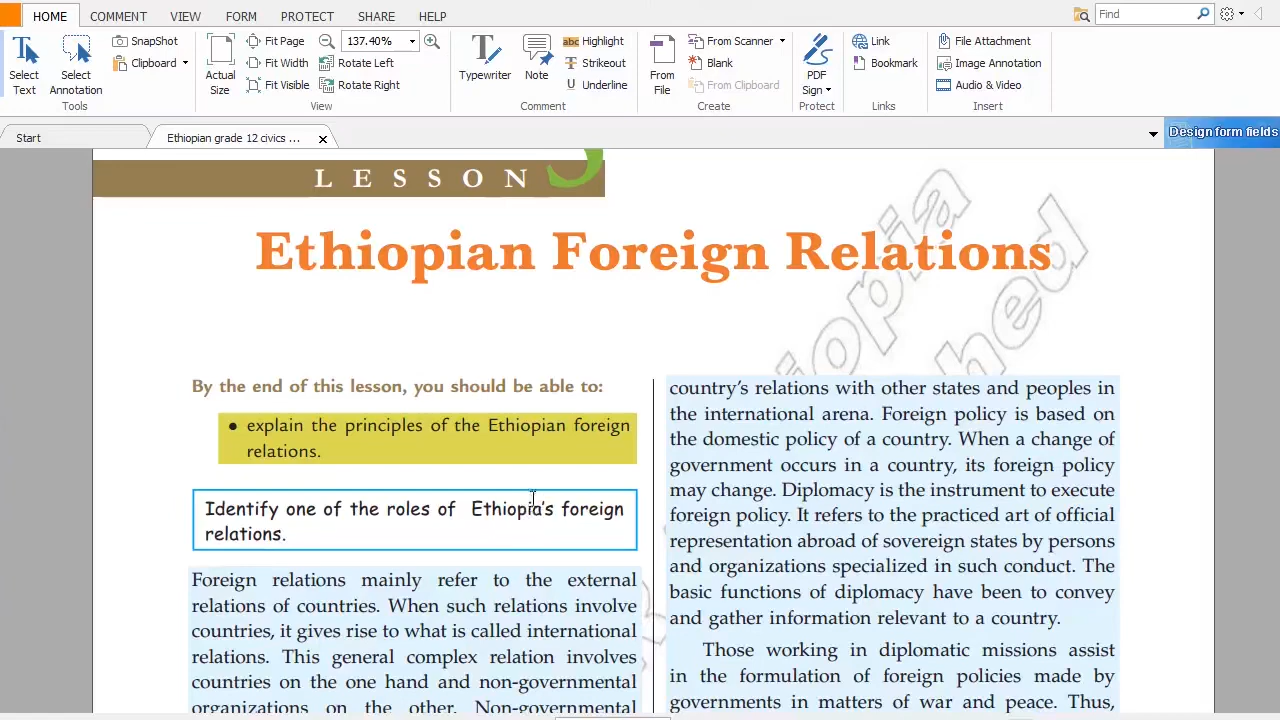 HOME COMMENT VIEW FORM PROTECT SHARE HELP
Find
Select Text
Select Annotation
SnapShot
Clipboard
Tools
Actual Size
Fit Page
Fit Width
Fit Visible
137.40%
Rotate Left
Rotate Right
View
Typewriter
Note
Highlight
Strikeout
Underline
Comment
From File
From Scanner
Blank
From Clipboard
Create
PDF Sign
Protect
Link
Bookmark
Links
File Attachment
Image Annotation
Audio & Video
Insert
Start
Ethiopian grade 12 civics ...
Design form fields
LESSON
Ethiopian Foreign Relations
By the end of this lesson, you should be able to:
• explain the principles of the Ethiopian foreign
relations.
Identify one of the roles of Ethiopia's foreign
relations.
Foreign relations mainly refer to the external
relations of countries. When such relations involve
countries, it gives rise to what is called international
relations. This general complex relation involves
countries on the one hand and non-governmental
organizations on the other. Non-governmental
country's relations with other states and peoples in
the international arena. Foreign policy is based on
the domestic policy of a country. When a change of
government occurs in a country, its foreign policy
may change. Diplomacy is the instrument to execute
foreign policy. It refers to the practiced art of official
representation abroad of sovereign states by persons
and organizations specialized in such conduct. The
basic functions of diplomacy have been to convey
and gather information relevant to a country.
Those working in diplomatic missions assist
in the formulation of foreign policies made by
governments in matters of war and peace. Thus,